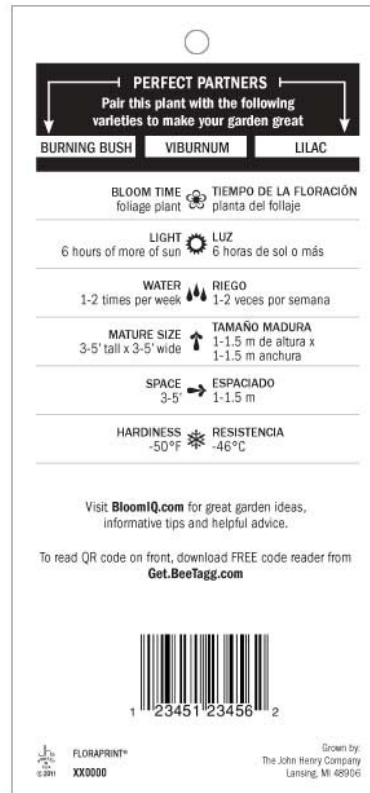 PERFECT PARTNERS
Pair this plant with the following
varieties to make your garden great
BURNING BUSH
VIBURNUM
LILAC
BLOOM TIME
foliage plant
TIEMPO DE LA FLORACIÓN
planta del follaje
LIGHT
6 hours of more of sun
LUZ
6 horas de sol o más
WATER
1-2 times per week
RIEGO
1-2 veces por semana
MATURE SIZE
3-5' tall x 3-5' wide
TAMAÑO MADURA
1-1.5 m de altura x
1-1.5 m anchura
SPACE
3-5'
ESPACIADO
1-1.5 m
HARDINESS
-50°F
RESISTENCIA
-46°C
Visit BloomIQ.com for great garden ideas,
informative tips and helpful advice.
To read QR code on front, download FREE code reader from
Get.BeeTagg.com
1 23451 23456 2
© 2011
FLORAPRINT®
XX0000
Grown by:
The John Henry Company
Lansing, MI 48906